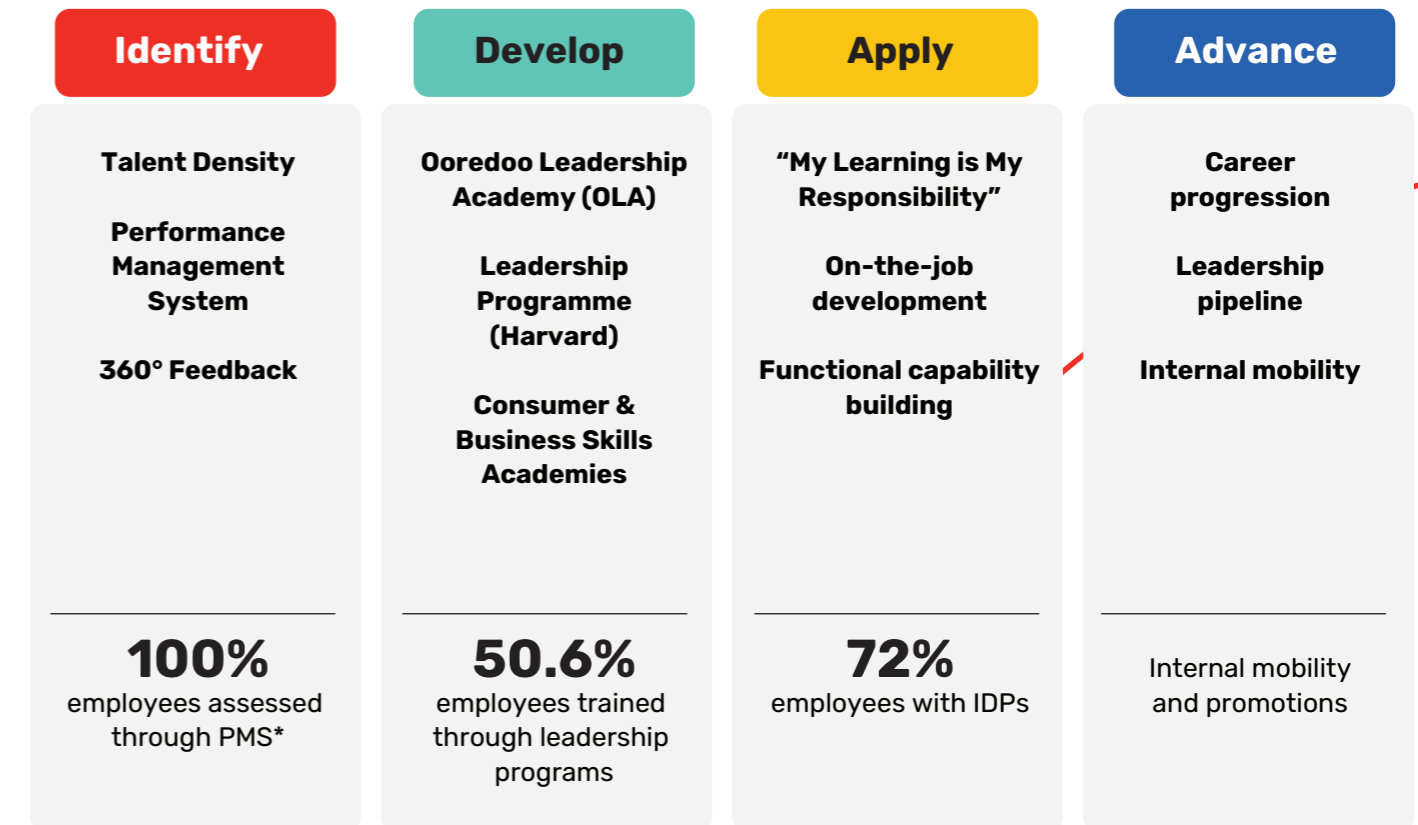 Identify
Talent Density
Performance
Management
System
360° Feedback
100%
employees assessed
through PMS*
Develop
Ooredoo Leadership
Academy (OLA)
Leadership
Programme
(Harvard)
Consumer &
Business Skills
Academies
50.6%
employees trained
through leadership
programs
Apply
“My Learning is My
Responsibility”
On-the-job
development
Functional capability
building
72%
employees with IDPs
Advance
Career
progression
Leadership
pipeline
Internal mobility
Internal mobility
and promotions